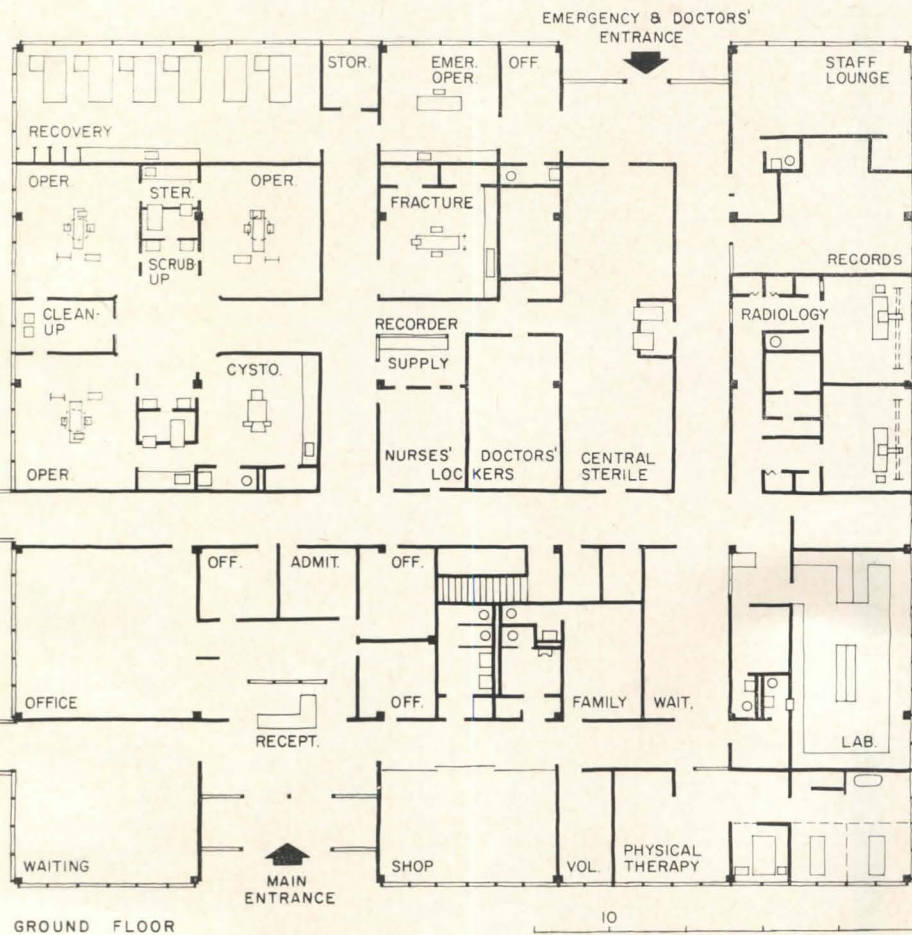 EMERGENCY & DOCTORS'
ENTRANCE
STOR.
EMER.
OPER.
OFF.
STAFF
LOUNGE
RECOVERY
OPER.
STER.
OPER.
FRACTURE
SCRUB
UP
RECORDS
CLEAN-
UP
RECORDER
RADIOLOGY
SUPPLY
CYSTO.
OPER.
NURSES' DOCTORS'
LOCKERS
CENTRAL
STERILE
OFF.
ADMIT.
OFF.
OFFICE
OFF.
FAMILY
WAIT.
RECEPT.
LAB.
WAITING
MAIN
ENTRANCE
SHOP
VOL.
PHYSICAL
THERAPY
GROUND FLOOR
10